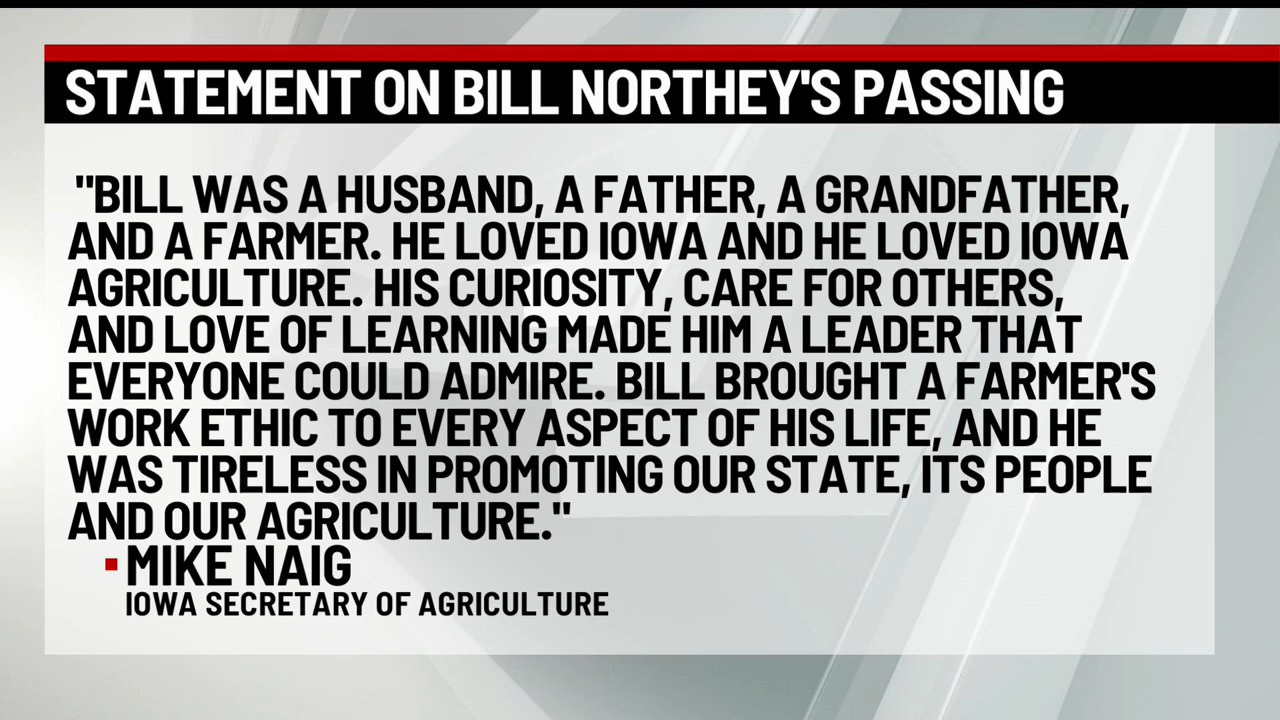 STATEMENT ON BILL NORTHEY'S PASSING
"BILL WAS A HUSBAND, A FATHER, A GRANDFATHER,
AND A FARMER. HE LOVED IOWA AND HE LOVED IOWA
AGRICULTURE. HIS CURIOSITY, CARE FOR OTHERS,
AND LOVE OF LEARNING MADE HIM A LEADER THAT
EVERYONE COULD ADMIRE. BILL BROUGHT A FARMER'S
WORK ETHIC TO EVERY ASPECT OF HIS LIFE, AND HE
WAS TIRELESS IN PROMOTING OUR STATE, ITS PEOPLE
AND OUR AGRICULTURE."
MIKE NAIG
IOWA SECRETARY OF AGRICULTURE